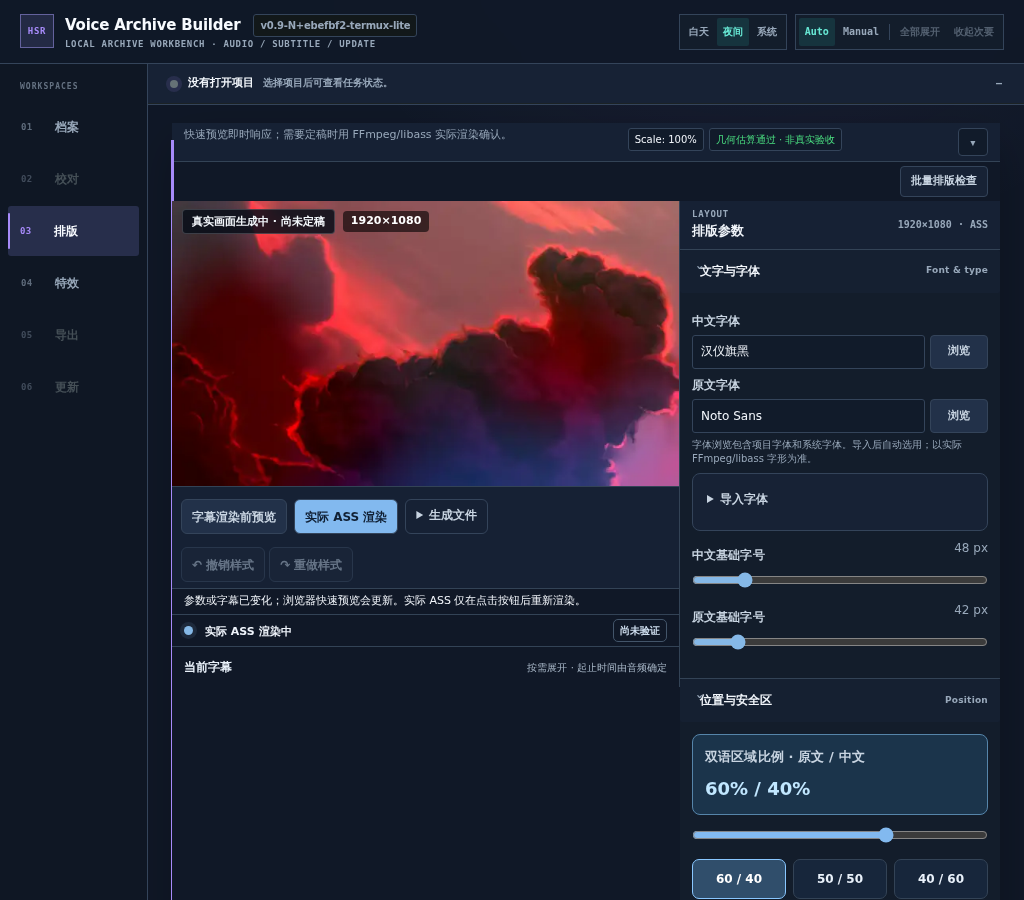 HSR
Voice Archive Builder
v0.9-N+ebefbf2-termux-lite
LOCAL ARCHIVE WORKBENCH · AUDIO / SUBTITLE / UPDATE
白天 夜间 系统
Auto Manual 全部展开 收起次要
WORKSPACES
01 档案
02 校对
03 排版
04 特效
05 导出
06 更新
没有打开项目 选择项目后可查看任务状态。
−
快速预览即时响应；需要定稿时用 FFmpeg/libass 实际渲染确认。
Scale: 100%
几何估算通过 · 非真实验收
▾
批量排版检查
真实画面生成中 · 尚未定稿
1920×1080
字幕渲染前预览
实际 ASS 渲染
▶ 生成文件
↶ 撤销样式
↷ 重做样式
参数或字幕已变化；浏览器快速预览会更新。实际 ASS 仅在点击按钮后重新渲染。
实际 ASS 渲染中
尚未验证
当前字幕
按需展开 · 起止时间由音频确定
LAYOUT
排版参数
1920×1080 · ASS
文字与字体
Font & type
中文字体
汉仪旗黑
浏览
原文字体
Noto Sans
浏览
字体浏览包含项目字体和系统字体。导入后自动选用；以实际
FFmpeg/libass 字形为准。
▶ 导入字体
中文基础字号
48 px
原文基础字号
42 px
位置与安全区
Position
双语区域比例 · 原文 / 中文
60% / 40%
60 / 40
50 / 50
40 / 60